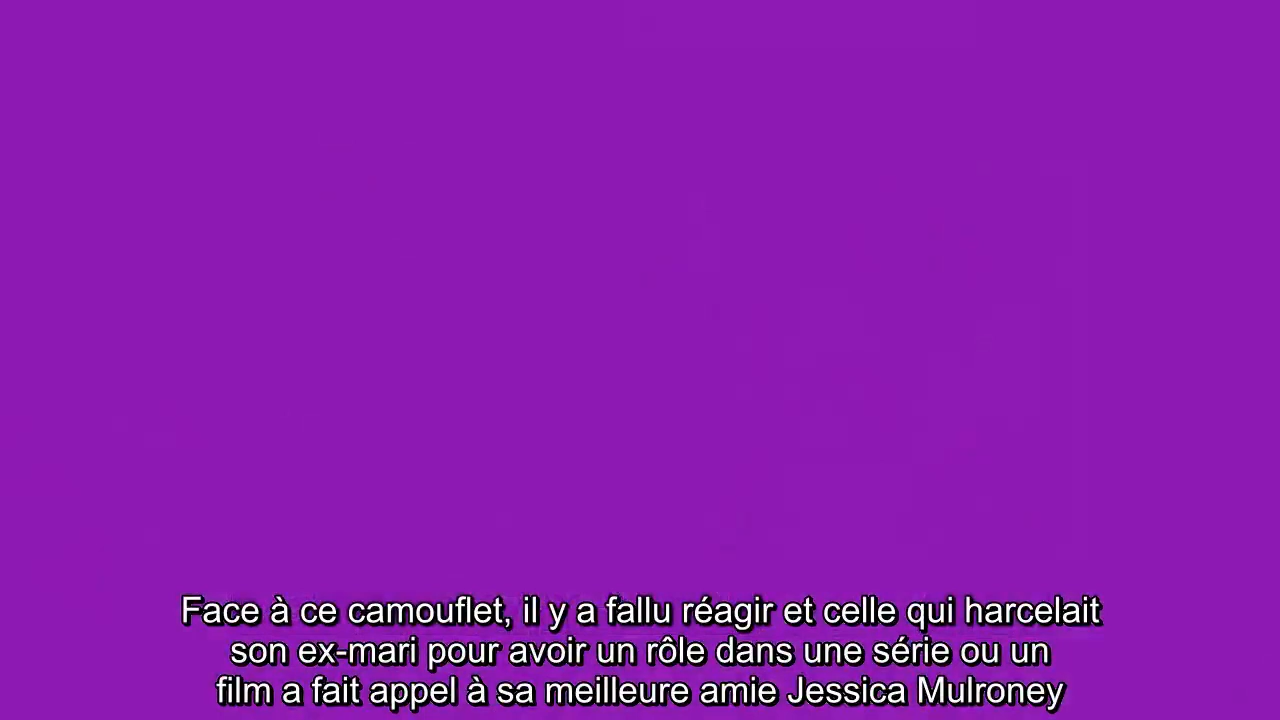 Face à ce camouflet, il y a fallu réagir et celle qui harcelait
son ex-mari pour avoir un rôle dans une série ou un
film a fait appel à sa meilleure amie Jessica Mulroney